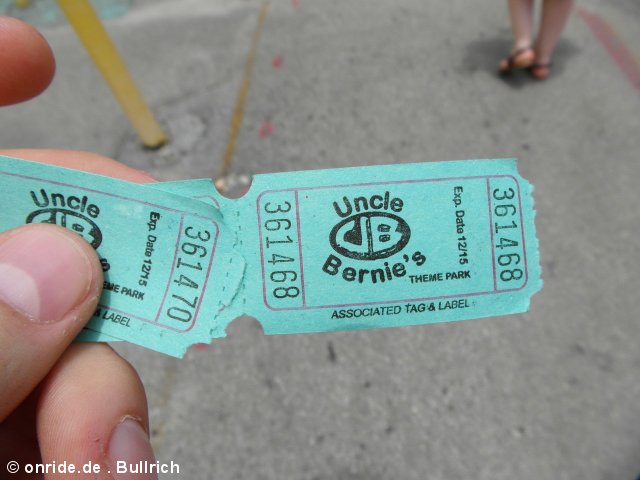 Uncle
UB
Bernie's
THEME PARK
Exp. Date 12/15
361468
361468
ASSOCIATED TAG & LABEL
Uncle
Bernie's
THEME PARK
Exp. Date 12/15
361470
& LABEL
© onride.de . Bullrich